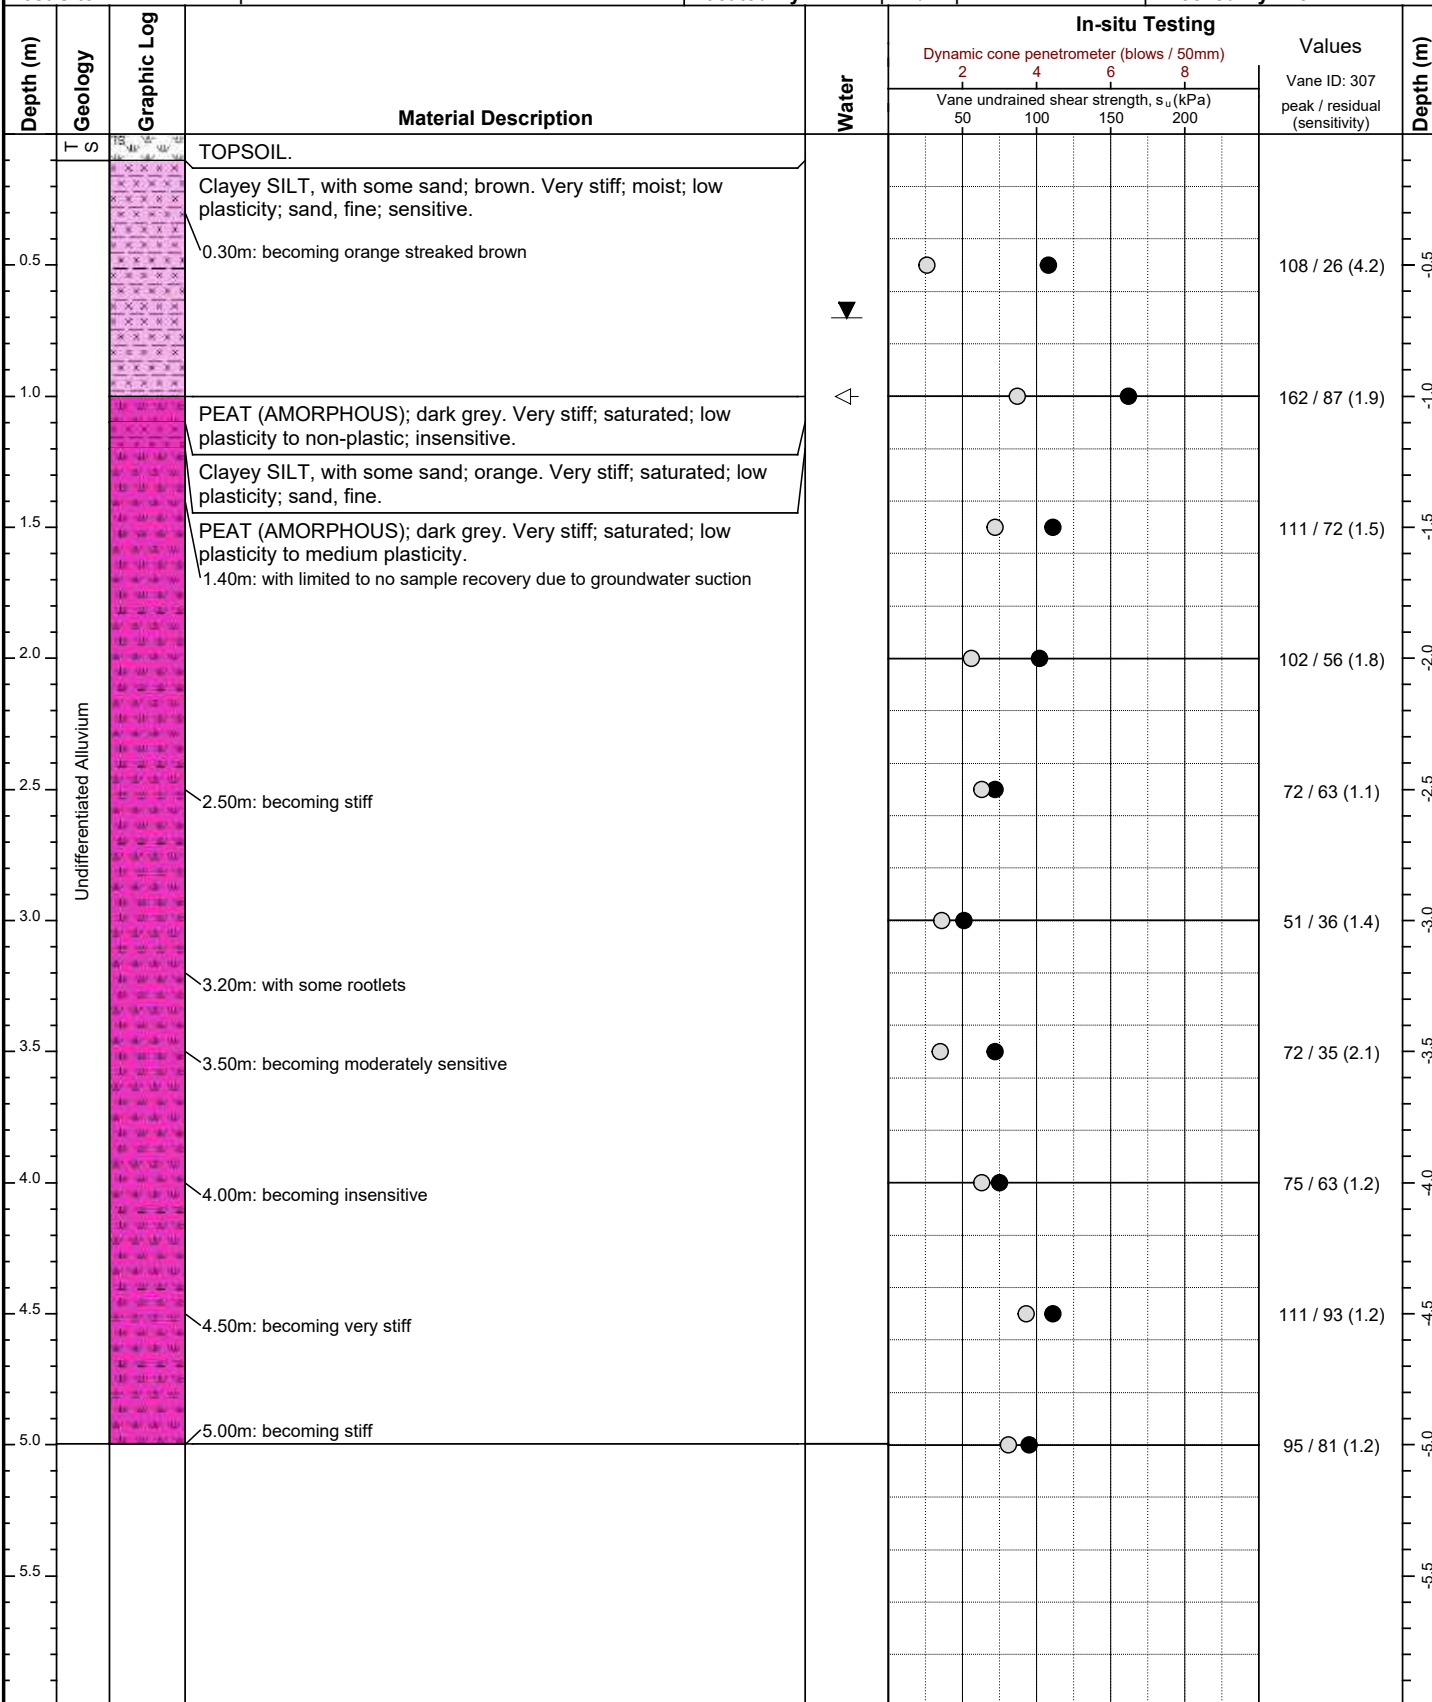 In-situ Testing
Depth (m)
Geology
Graphic Log
Material Description
Water
Dynamic cone penetrometer (blows / 50mm)
2 4 6 8
Vane undrained shear strength, su (kPa)
50 100 150 200
Values
Vane ID: 307
peak / residual
(sensitivity)
Depth (m)
T S
TS
TOPSOIL.
Clayey SILT, with some sand; brown. Very stiff; moist; low
plasticity; sand, fine; sensitive.
0.30m: becoming orange streaked brown
0.5
108 / 26 (4.2)
-0.5
1.0
162 / 87 (1.9)
-1.0
PEAT (AMORPHOUS); dark grey. Very stiff; saturated; low
plasticity to non-plastic; insensitive.
Clayey SILT, with some sand; orange. Very stiff; saturated; low
plasticity; sand, fine.
1.5
111 / 72 (1.5)
-1.5
PEAT (AMORPHOUS); dark grey. Very stiff; saturated; low
plasticity to medium plasticity.
1.40m: with limited to no sample recovery due to groundwater suction
2.0
102 / 56 (1.8)
-2.0
Undifferentiated Alluvium
2.5
2.50m: becoming stiff
72 / 63 (1.1)
-2.5
3.0
51 / 36 (1.4)
-3.0
3.20m: with some rootlets
3.5
3.50m: becoming moderately sensitive
72 / 35 (2.1)
-3.5
4.0
4.00m: becoming insensitive
75 / 63 (1.2)
-4.0
4.5
4.50m: becoming very stiff
111 / 93 (1.2)
-4.5
5.00m: becoming stiff
5.0
95 / 81 (1.2)
-5.0
5.5
-5.5